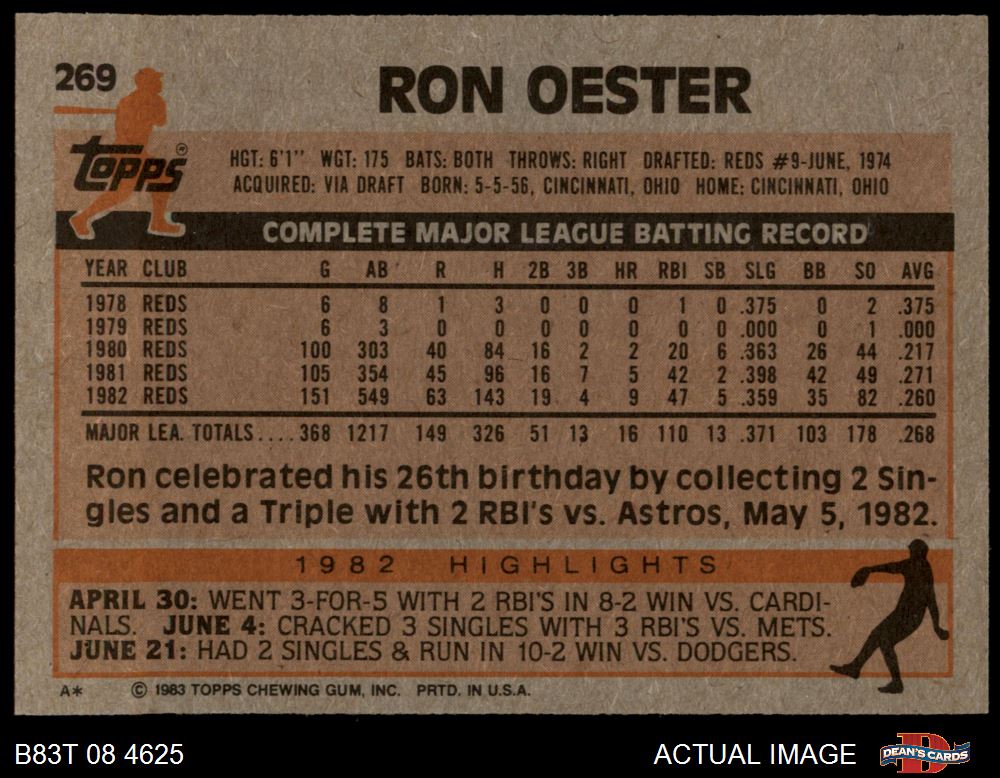 269
RON OESTER
TOPPS ®
HGT: 6'1'' WGT: 175 BATS: BOTH THROWS: RIGHT DRAFTED: REDS #9-JUNE, 1974
ACQUIRED: VIA DRAFT BORN: 5-5-56, CINCINNATI, OHIO HOME: CINCINNATI, OHIO
COMPLETE MAJOR LEAGUE BATTING RECORD
YEAR CLUB G AB R H 2B 3B HR RBI SB SLG BB SO AVG
1978 REDS 6 8 1 3 0 0 0 1 0 .375 0 2 .375
1979 REDS 6 3 0 0 0 0 0 0 0 .000 0 1 .000
1980 REDS 100 303 40 84 16 2 2 20 6 .363 26 44 .217
1981 REDS 105 354 45 96 16 7 5 42 2 .398 42 49 .271
1982 REDS 151 549 63 143 19 4 9 47 5 .359 35 82 .260
MAJOR LEA. TOTALS.... 368 1217 149 326 51 13 16 110 13 .371 103 178 .268
Ron celebrated his 26th birthday by collecting 2 Sin-
gles and a Triple with 2 RBI's vs. Astros, May 5, 1982.
1982 HIGHLIGHTS
APRIL 30: WENT 3-FOR-5 WITH 2 RBI'S IN 8-2 WIN VS. CARDI-
NALS. JUNE 4: CRACKED 3 SINGLES WITH 3 RBI'S VS. METS.
JUNE 21: HAD 2 SINGLES & RUN IN 10-2 WIN VS. DODGERS.
A* © 1983 TOPPS CHEWING GUM, INC. PRTD. IN U.S.A.
B83T 08 4625 ACTUAL IMAGE DEAN'S CARDS